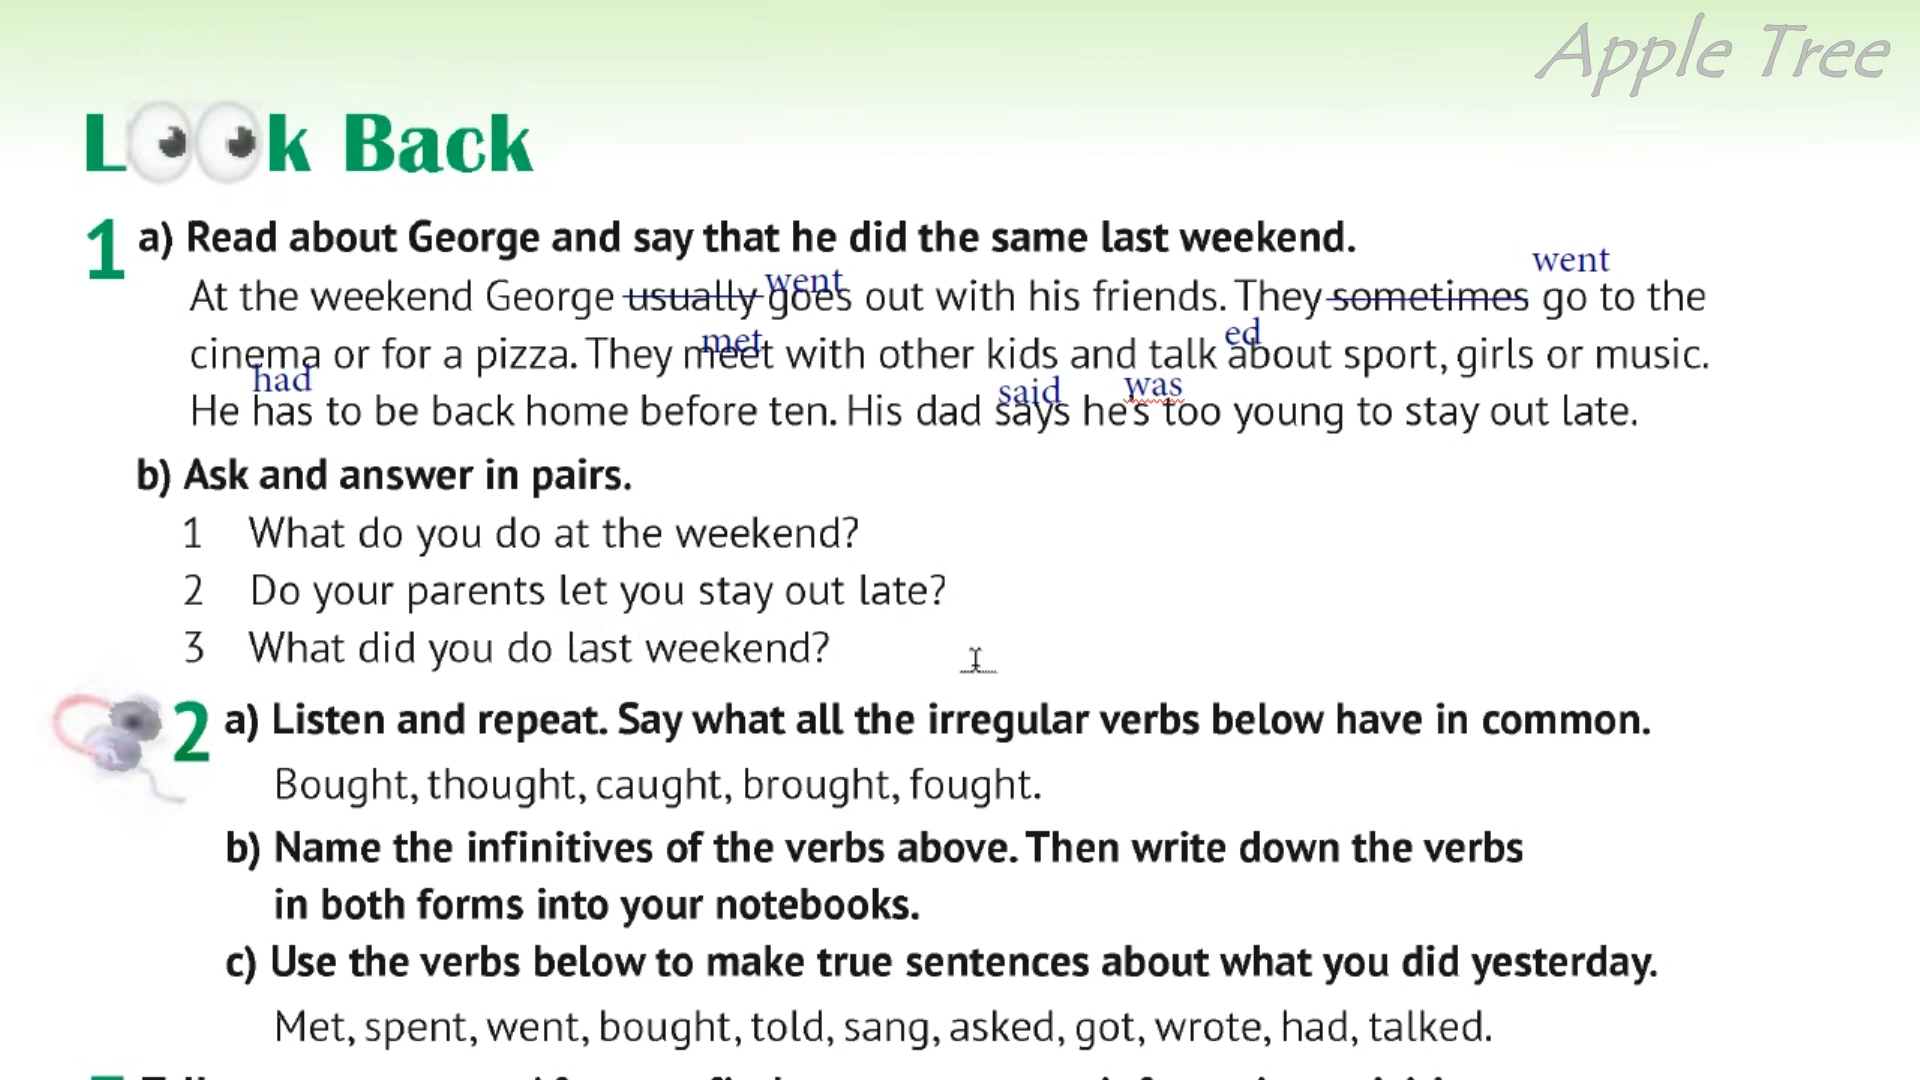 Apple Tree
Look Back
1 a) Read about George and say that he did the same last weekend.
went
went
At the weekend George usually goes out with his friends. They sometimes go to the
met
ed
cinema or for a pizza. They meet with other kids and talk about sport, girls or music.
had
said
was
He has to be back home before ten. His dad says he's too young to stay out late.
b) Ask and answer in pairs.
1 What do you do at the weekend?
2 Do your parents let you stay out late?
3 What did you do last weekend?
2 a) Listen and repeat. Say what all the irregular verbs below have in common.
Bought, thought, caught, brought, fought.
b) Name the infinitives of the verbs above. Then write down the verbs
in both forms into your notebooks.
c) Use the verbs below to make true sentences about what you did yesterday.
Met, spent, went, bought, told, sang, asked, got, wrote, had, talked.